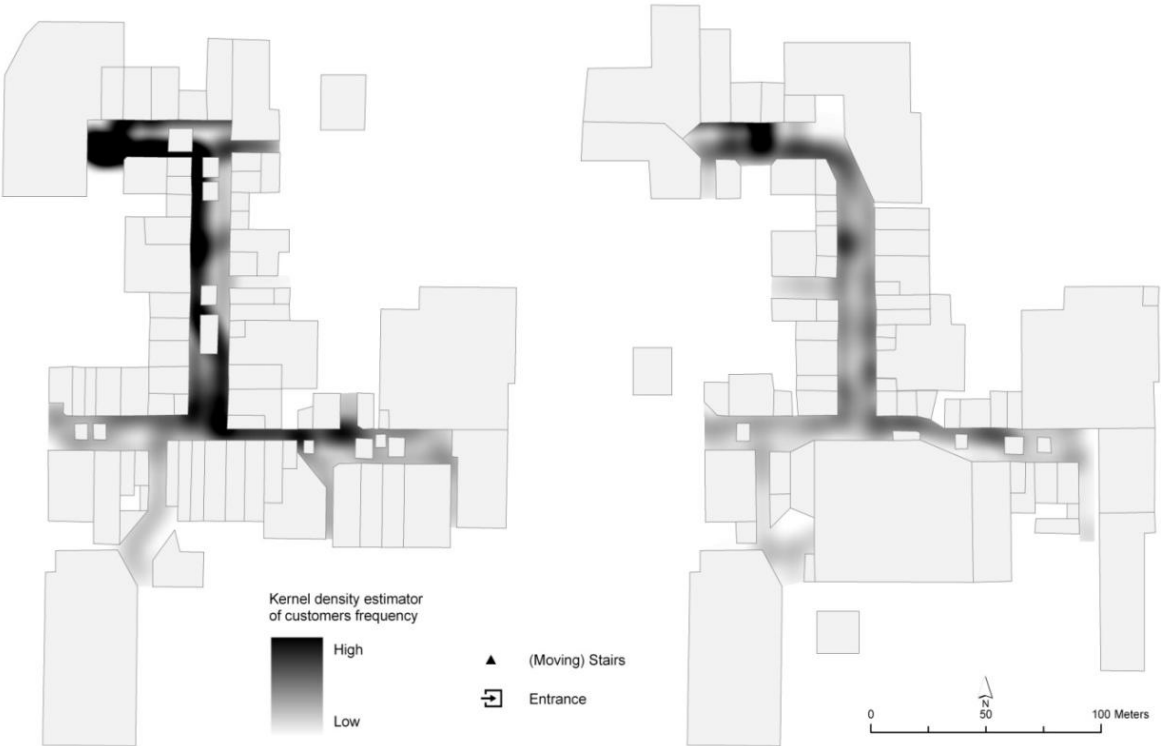 Kernel density estimator
of customers frequency
High
Low
(Moving) Stairs
Entrance
N
0
50
100 Meters